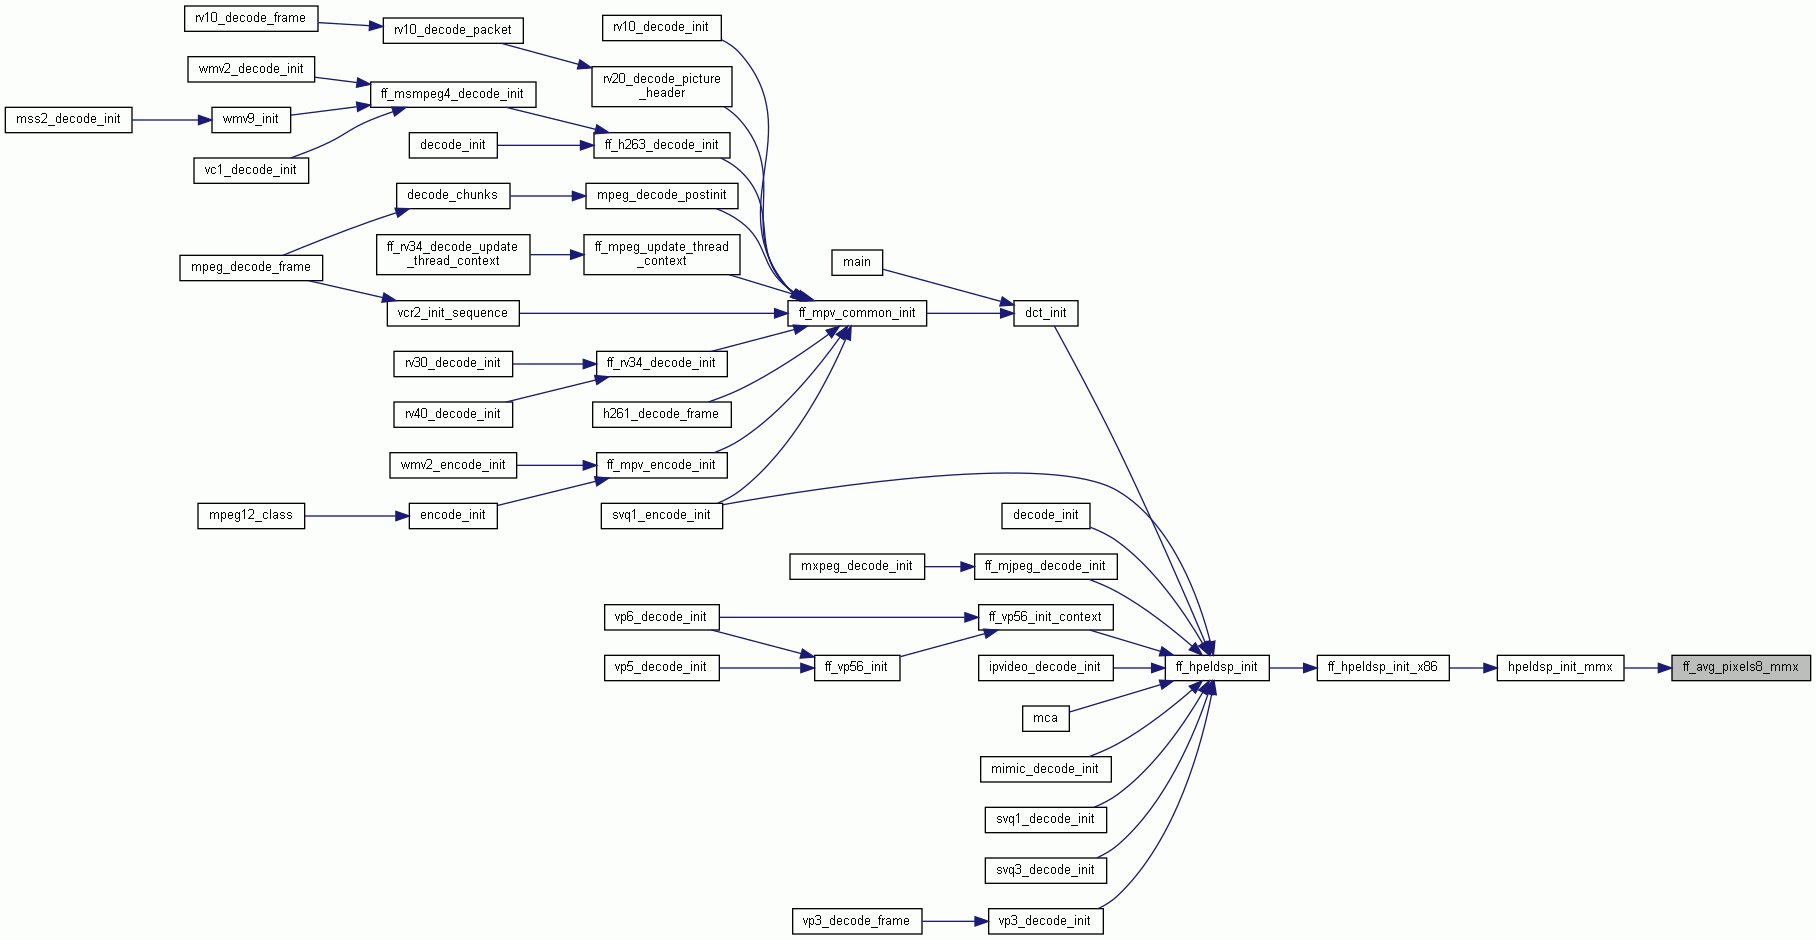 rv10_decode_frame
rv10_decode_packet
rv10_decode_init
wmv2_decode_init
rv20_decode_picture
_header
ff_msmpeg4_decode_init
mss2_decode_init
wmv9_init
decode_init
ff_h263_decode_init
vc1_decode_init
decode_chunks
mpeg_decode_postinit
ff_rv34_decode_update
_thread_context
ff_mpeg_update_thread
_context
main
mpeg_decode_frame
vcr2_init_sequence
ff_mpv_common_init
dct_init
rv30_decode_init
ff_rv34_decode_init
rv40_decode_init
h261_decode_frame
wmv2_encode_init
ff_mpv_encode_init
mpeg12_class
encode_init
svq1_encode_init
decode_init
mxpeg_decode_init
ff_mjpeg_decode_init
vp6_decode_init
ff_vp56_init_context
vp5_decode_init
ff_vp56_init
ipvideo_decode_init
ff_hpeldsp_init
ff_hpeldsp_init_x86
hpeldsp_init_mmx
ff_avg_pixels8_mmx
mca
mimic_decode_init
svq1_decode_init
svq3_decode_init
vp3_decode_frame
vp3_decode_init